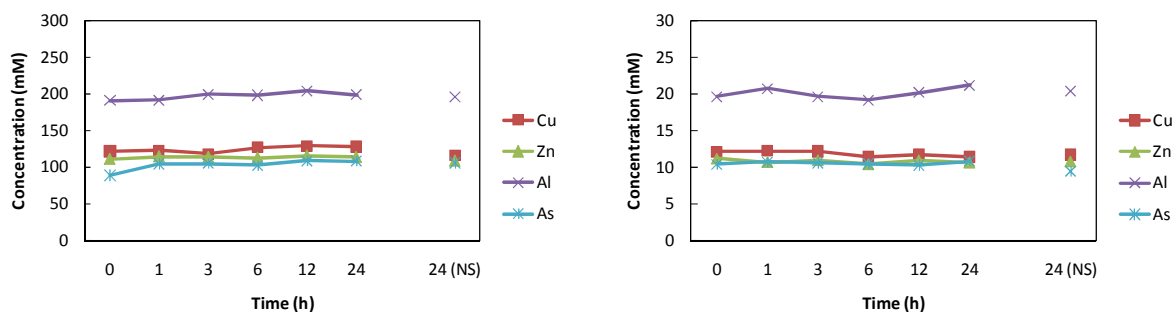 300
250
200
150
100
50
0
Concentration (mM)
0 1 3 6 12 24 24 (NS)
Time (h)
Cu
Zn
Al
As
30
25
20
15
10
5
0
Concentration (mM)
0 1 3 6 12 24 24 (NS)
Time (h)
Cu
Zn
Al
As